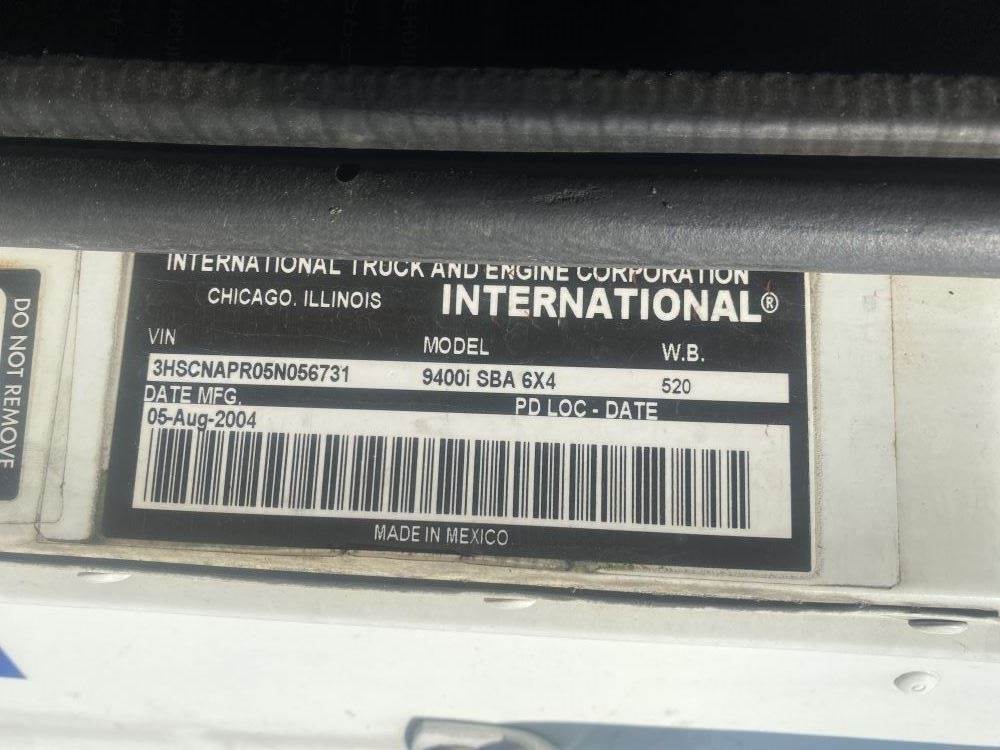 INTERNATIONAL TRUCK AND ENGINE CORPORATION
CHICAGO, ILLINOIS INTERNATIONAL®
VIN MODEL W.B.
3HSCNAPR05N056731 9400i SBA 6X4 520
DATE MFG. PD LOC - DATE
05-Aug-2004
MADE IN MEXICO
DO NOT REMOVE